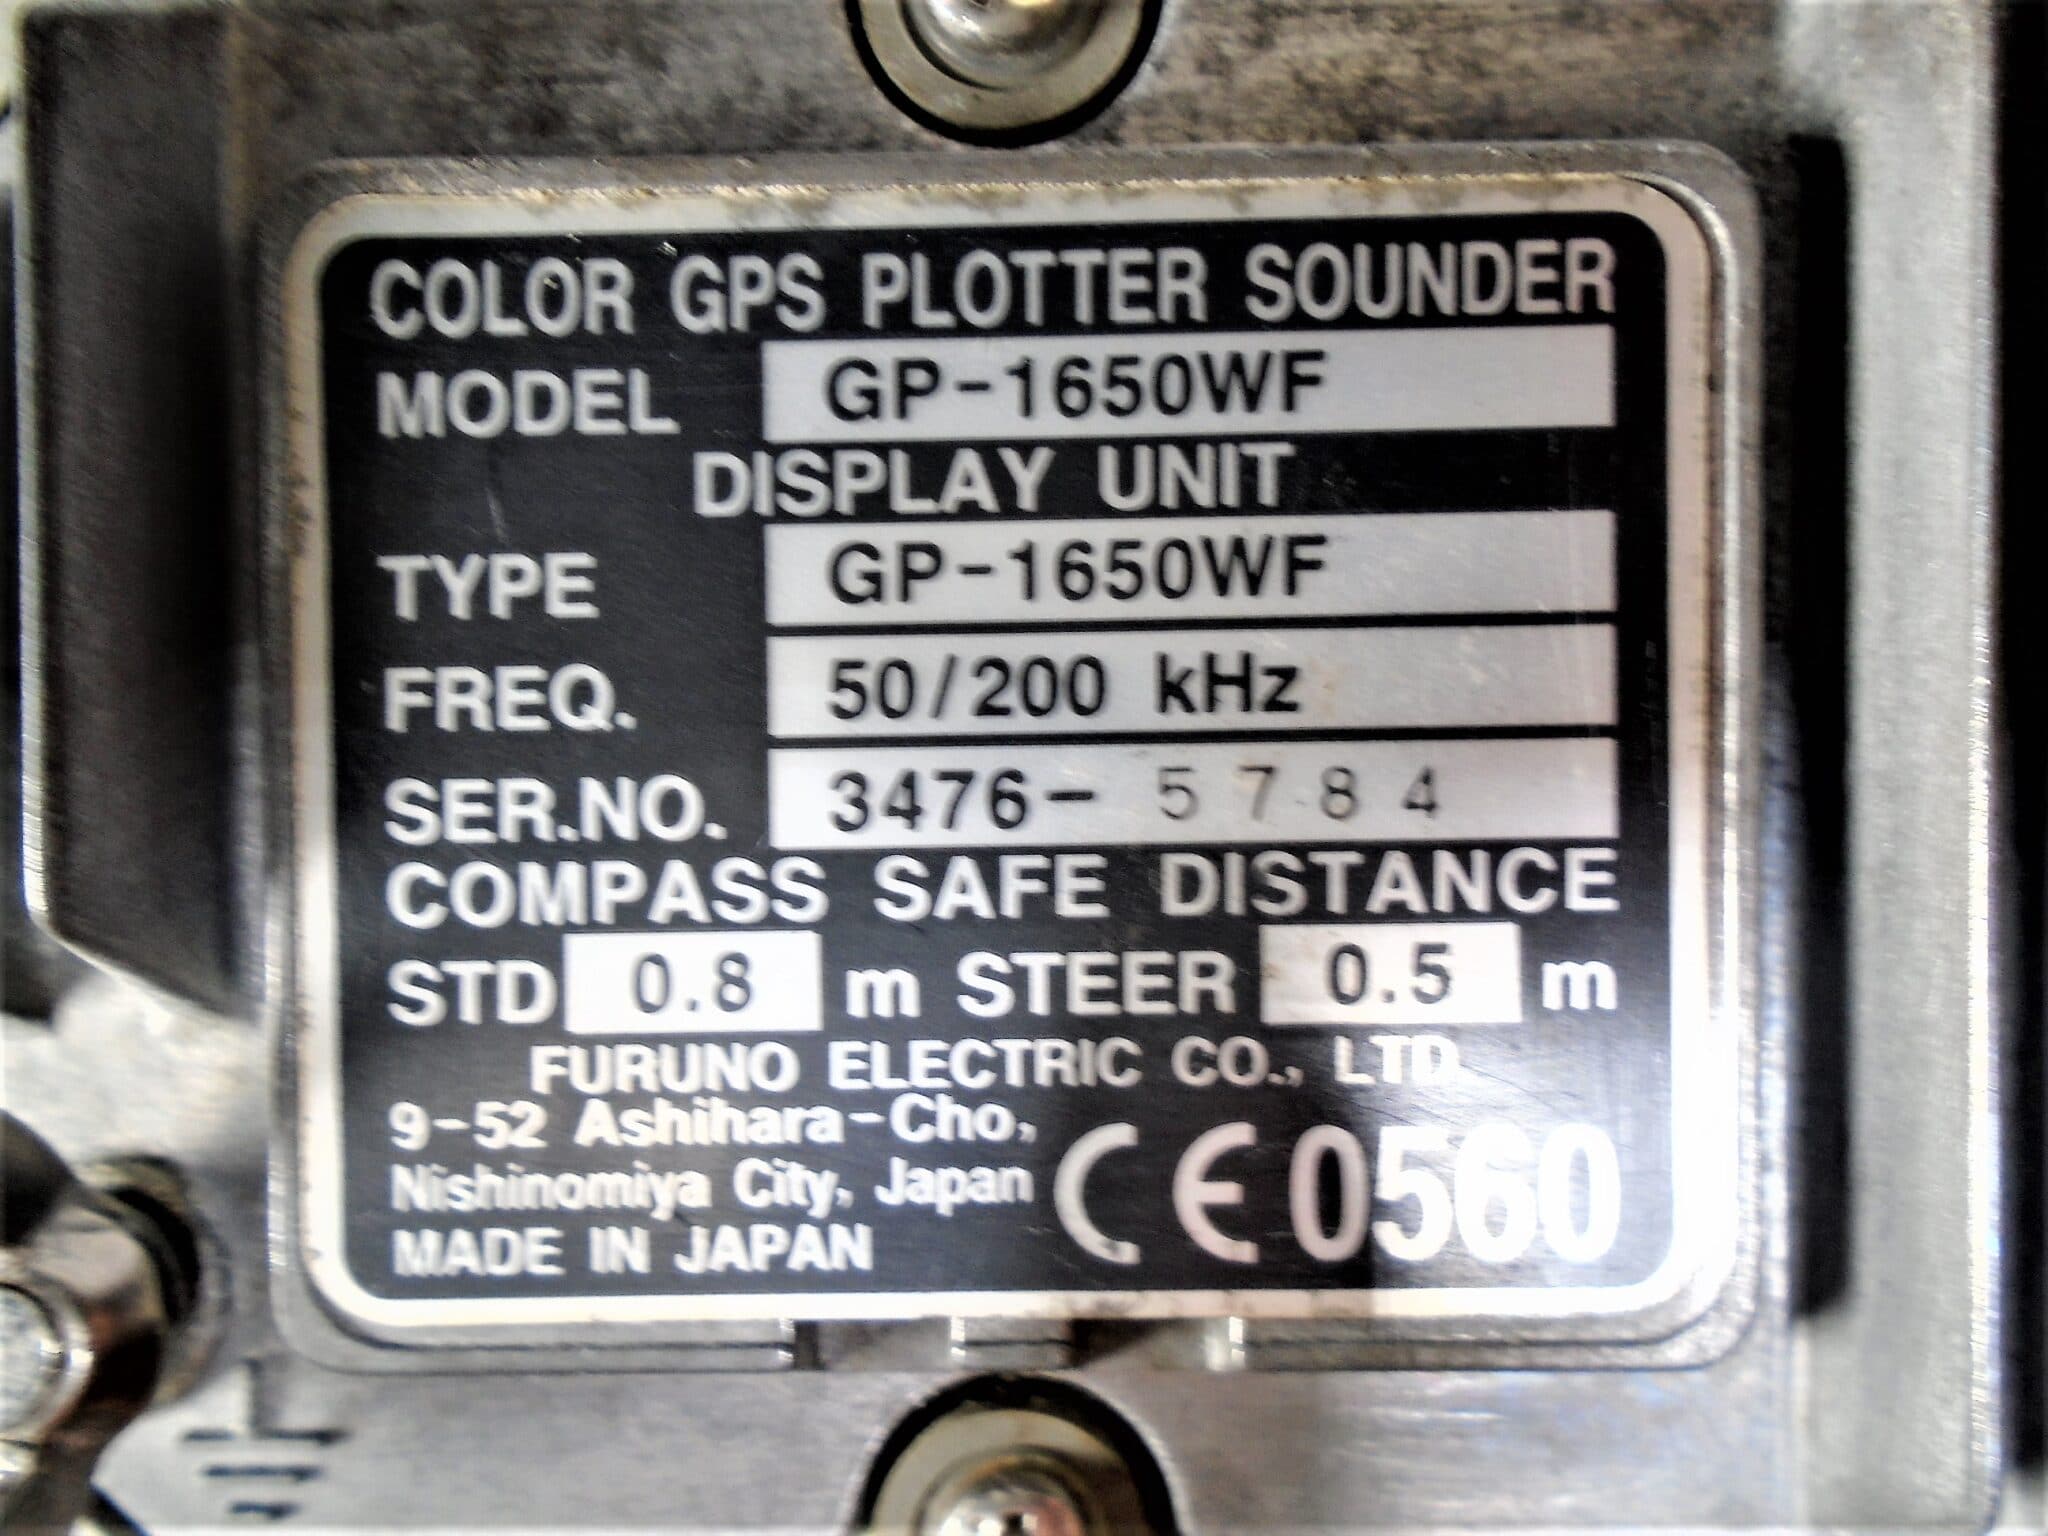 COLOR GPS PLOTTER SOUNDER
MODEL GP-1650WF
DISPLAY UNIT
TYPE GP-1650WF
FREQ. 50/200 kHz
SER.NO. 3476- 5784
COMPASS SAFE DISTANCE
STD 0.8 m STEER 0.5 m
FURUNO ELECTRIC CO., LTD
9-52 Ashihara-Cho,
Nishinomiya City, Japan
MADE IN JAPAN
CE0560